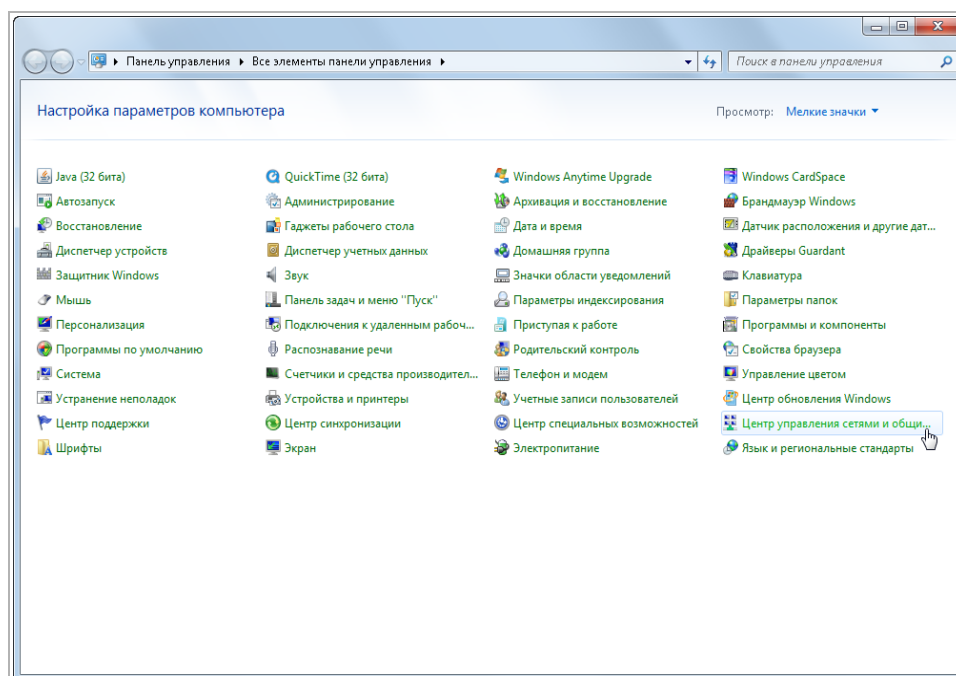 Панель управления ▸ Все элементы панели управления ▸ Поиск в панели управления
Настройка параметров компьютера
Просмотр: Мелкие значки
Java (32 бита) QuickTime (32 бита) Windows Anytime Upgrade Windows CardSpace
Автозапуск Администрирование Архивация и восстановление Брандмауэр Windows
Восстановление Гаджеты рабочего стола Дата и время Датчик расположения и другие дат...
Диспетчер устройств Диспетчер учетных данных Домашняя группа Драйверы Guardant
Защитник Windows Звук Значки области уведомлений Клавиатура
Мышь Панель задач и меню "Пуск" Параметры индексирования Параметры папок
Персонализация Подключения к удаленным рабоч... Приступая к работе Программы и компоненты
Программы по умолчанию Распознавание речи Родительский контроль Свойства браузера
Система Счетчики и средства производител... Телефон и модем Управление цветом
Устранение неполадок Устройства и принтеры Учетные записи пользователей Центр обновления Windows
Центр поддержки Центр синхронизации Центр специальных возможностей Центр управления сетями и общи...
Шрифты Экран Электропитание Язык и региональные стандарты